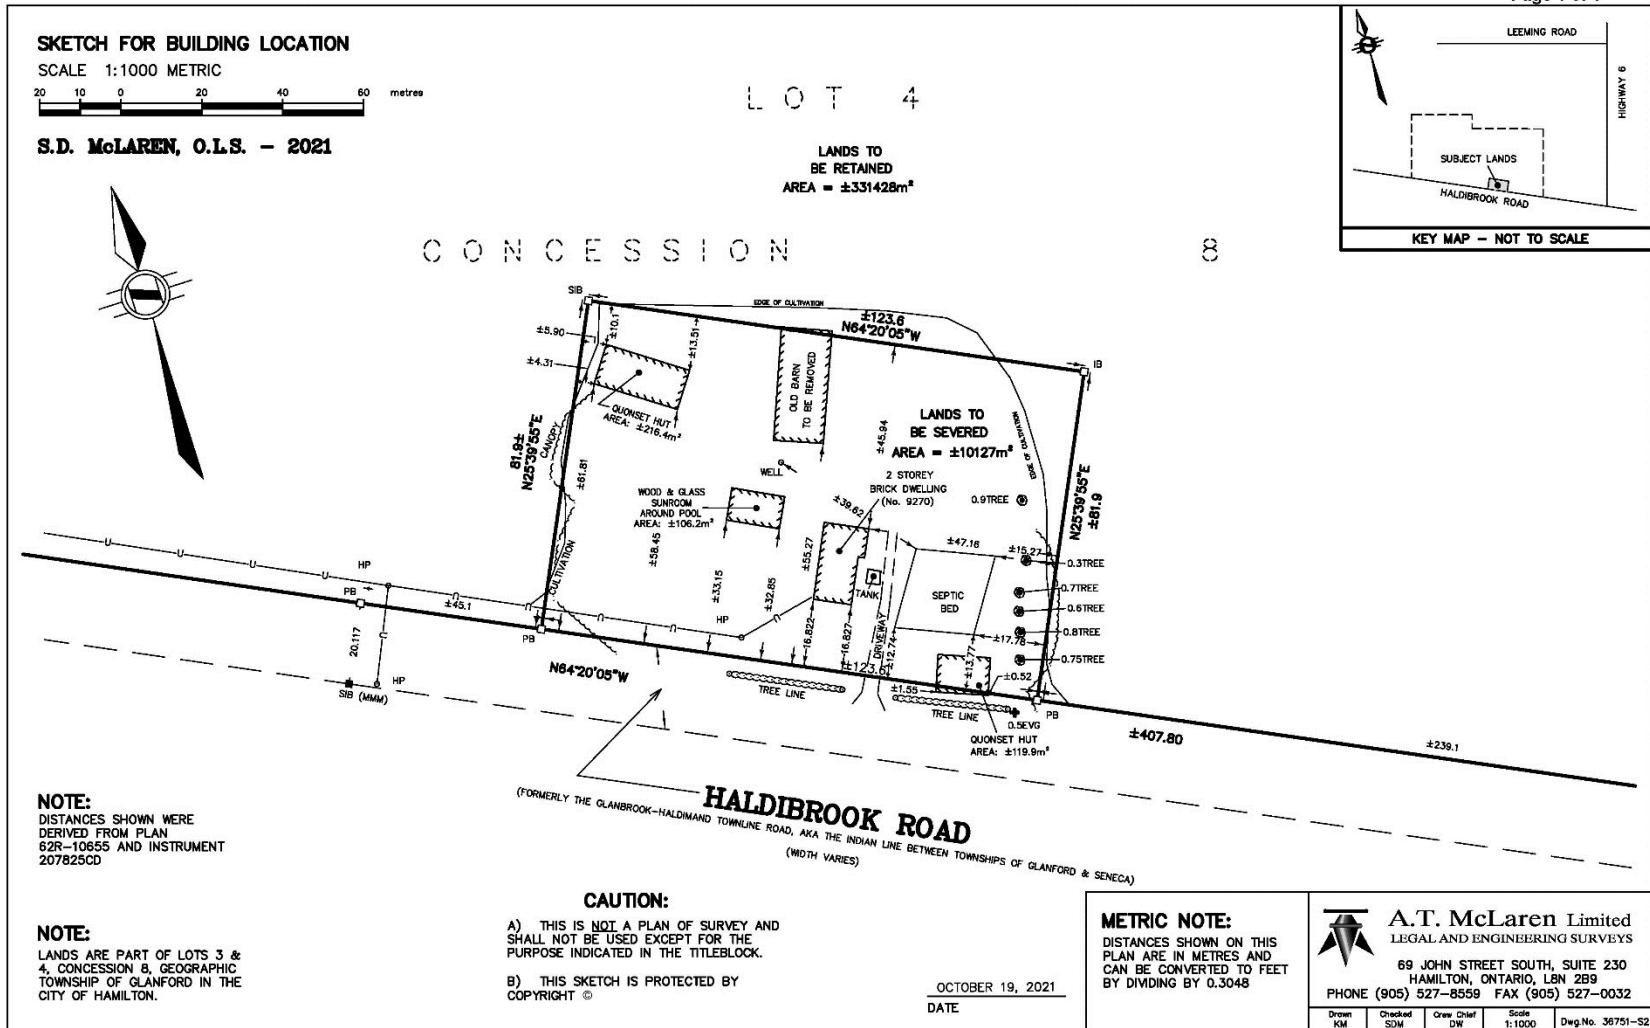 SKETCH FOR BUILDING LOCATION
SCALE 1:1000 METRIC
20 10 0 20 40 60 metres
S.D. McLAREN, O.L.S. - 2021
LOT 4
LANDS TO
BE RETAINED
AREA = ±331428m²
CONCESSION 8
LEEMING ROAD
HIGHWAY 6
SUBJECT LANDS
HALDIBROOK ROAD
KEY MAP - NOT TO SCALE
SIB
EDGE OF CULTIVATION
±123.6
N64°20'05"W
IB
±5.90
±10.1
±13.51
±4.31
QUONSET HUT
AREA: ±216.4m²
OLD BARN
TO BE REMOVED
±45.94
LANDS TO
BE SEVERED
AREA = ±10127m²
EDGE OF CULTIVATION
81.9±
N25°39'55"E
CANOPY
±61.81
WELL
2 STOREY
BRICK DWELLING
(No. 9270)
0.9TREE
N25°39'55"E
±81.9
WOOD & GLASS
SUNROOM
AROUND POOL
AREA: ±106.2m²
±39.62
±47.16
±15.27
0.3TREE
0.7TREE
0.6TREE
0.8TREE
0.75TREE
CULTIVATION
±58.45
±33.15
±32.85
±55.27
TANK
SEPTIC
BED
DRIVEWAY
HP
PB
±45.1
PB
HP
16.822
16.827
±12.74
±17.78
±13.77
±0.52
±1.55
±123.6
20.117
HP
SIB (MMM)
N64°20'05"W
TREE LINE
TREE LINE
0.5EVG
PB
QUONSET HUT
AREA: ±119.9m²
±407.80
±239.1
HALDIBROOK ROAD
(FORMERLY THE GLANBROOK-HALDIMAND TOWNLINE ROAD, AKA THE INDIAN LINE BETWEEN TOWNSHIPS OF GLANFORD & SENECA)
(WIDTH VARIES)
NOTE:
DISTANCES SHOWN WERE
DERIVED FROM PLAN
62R-10655 AND INSTRUMENT
207825CD
NOTE:
LANDS ARE PART OF LOTS 3 &
4, CONCESSION 8, GEOGRAPHIC
TOWNSHIP OF GLANFORD IN THE
CITY OF HAMILTON.
CAUTION:
A) THIS IS NOT A PLAN OF SURVEY AND
SHALL NOT BE USED EXCEPT FOR THE
PURPOSE INDICATED IN THE TITLEBLOCK.
B) THIS SKETCH IS PROTECTED BY
COPYRIGHT ©
OCTOBER 19, 2021
DATE
METRIC NOTE:
DISTANCES SHOWN ON THIS
PLAN ARE IN METRES AND
CAN BE CONVERTED TO FEET
BY DIVIDING BY 0.3048
A.T. McLaren Limited
LEGAL AND ENGINEERING SURVEYS
69 JOHN STREET SOUTH, SUITE 230
HAMILTON, ONTARIO, L8N 2B9
PHONE (905) 527-8559 FAX (905) 527-0032
Drawn KM
Checked SDM
Crew Chief DW
Scale 1:1000
Dwg.No. 36751-S2